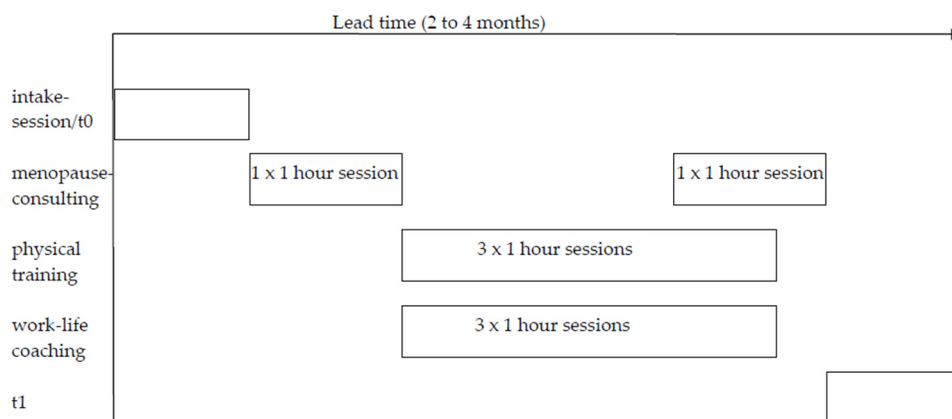 Lead time (2 to 4 months)
intake-
session/t0
menopause-
consulting
1 x 1 hour session
1 x 1 hour session
physical
training
3 x 1 hour sessions
work-life
coaching
3 x 1 hour sessions
t1